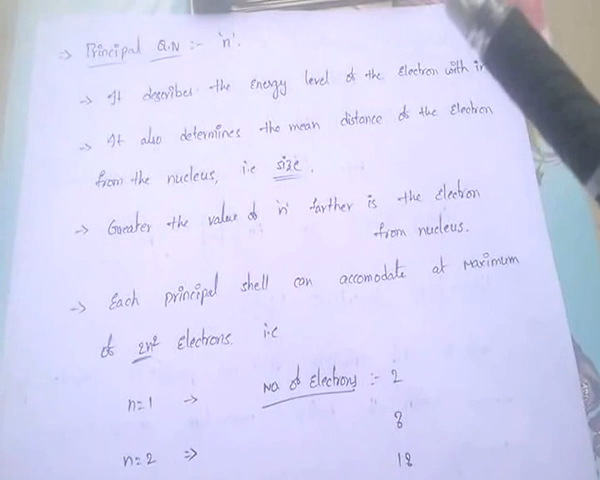 ⇒ Principal Q.N :- 'n'.
→ It describes the Energy level of the Electron with in
→ It also determines the mean distance of the Electron
from the nucleus, i.e size.
→ Greater the value of 'n' farther is the Electron
from nucleus.
→ Each principal shell can accomodate at Maximum
of 2n² Electrons. i.e
n=1 → No of Electrons :- 2
8
n=2 ⇒ 18